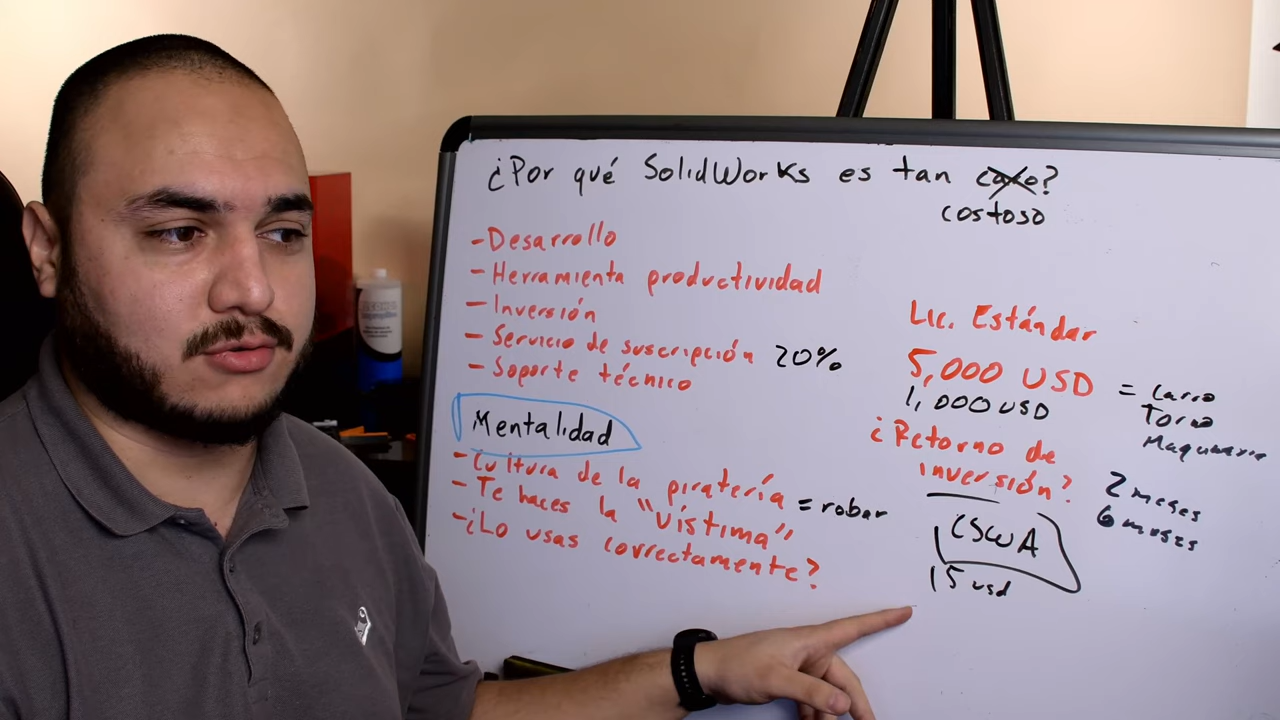 ¿Por qué SolidWorks es tan caro?
costoso
-Desarrollo
-Herramienta productividad
-Inversión
-Servicio de suscripción 20%
-Soporte técnico
Mentalidad
-Cultura de la piratería = robar
-Te haces la "vístima"
-¿Lo usas correctamente?
Lic. Estándar
5,000 USD = Carro
1,000 USD Torno
Maquinaria
¿Retorno de
inversión?
2 meses
6 meses
CSWA
15 usd